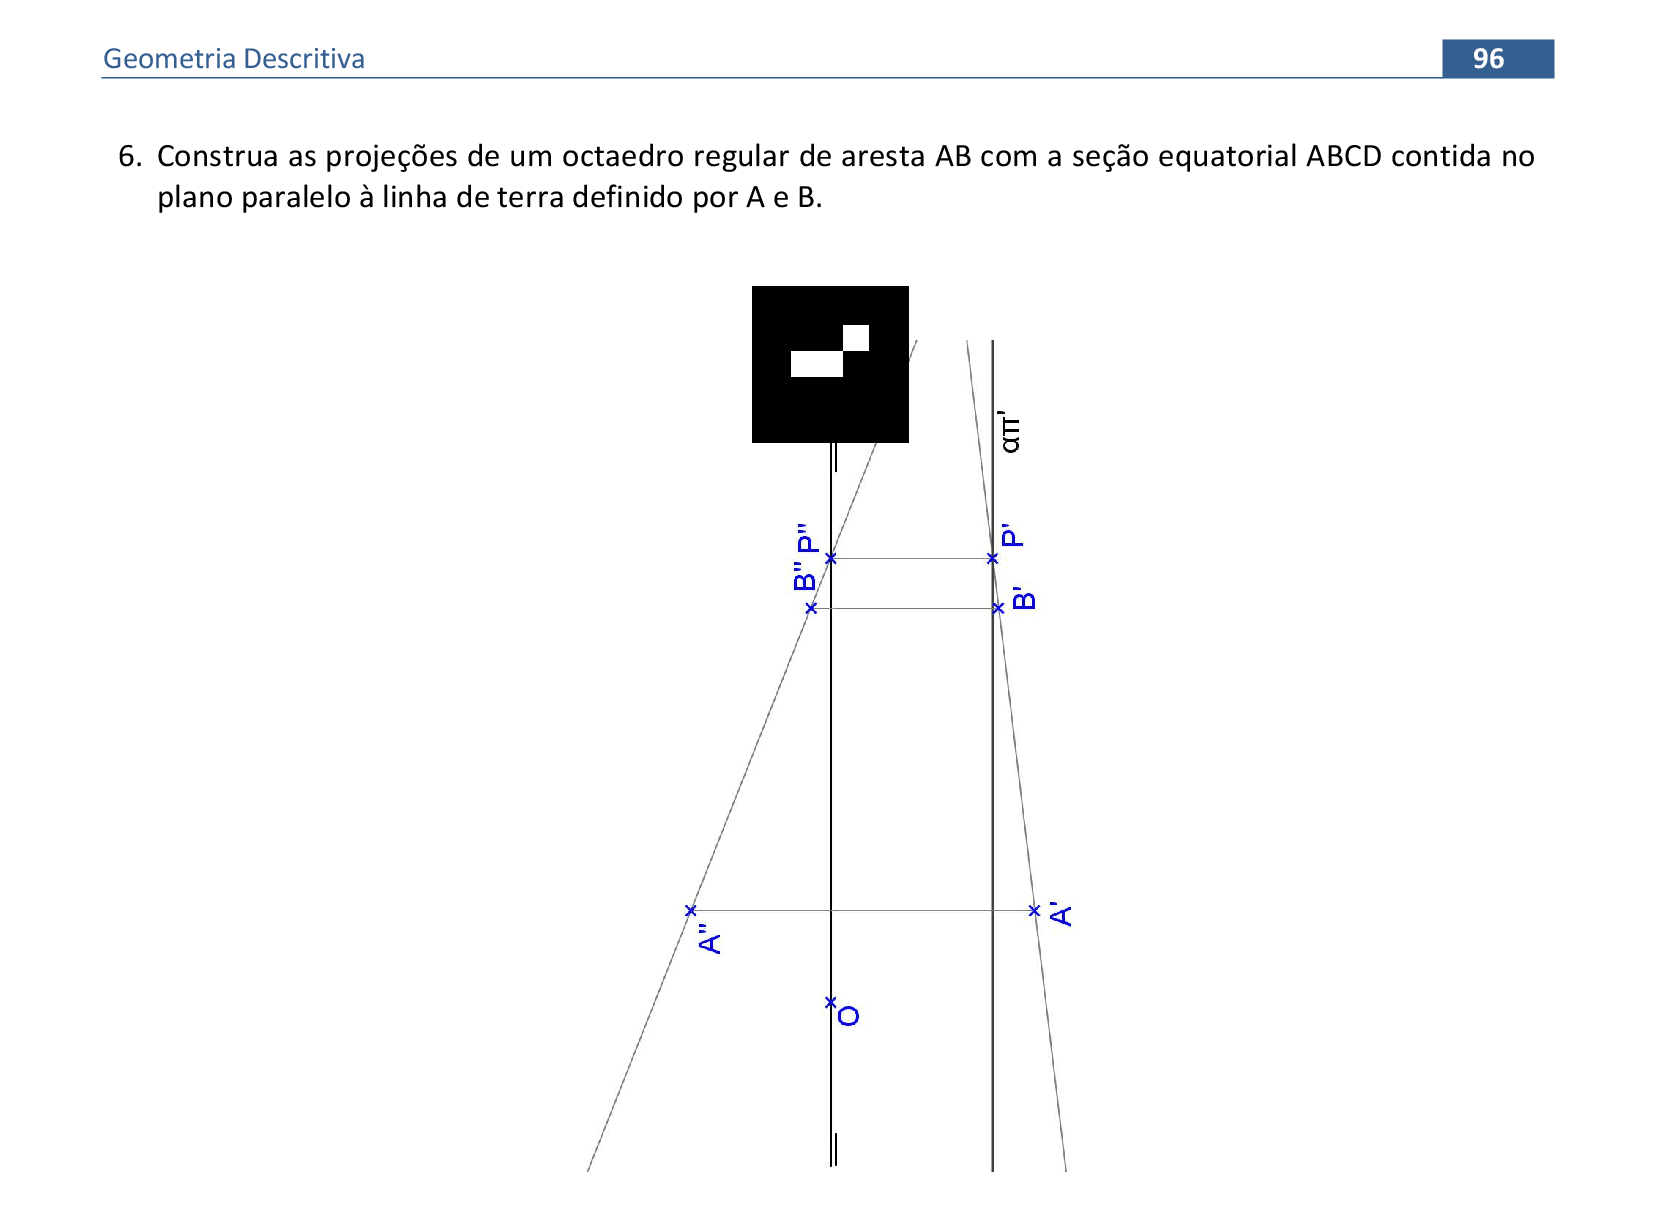 Geometria Descritiva
96
6. Construa as projeções de um octaedro regular de aresta AB com a seção equatorial ABCD contida no
plano paralelo à linha de terra definido por A e B.
απ'
P"
P'
B"
B'
A"
A'
O